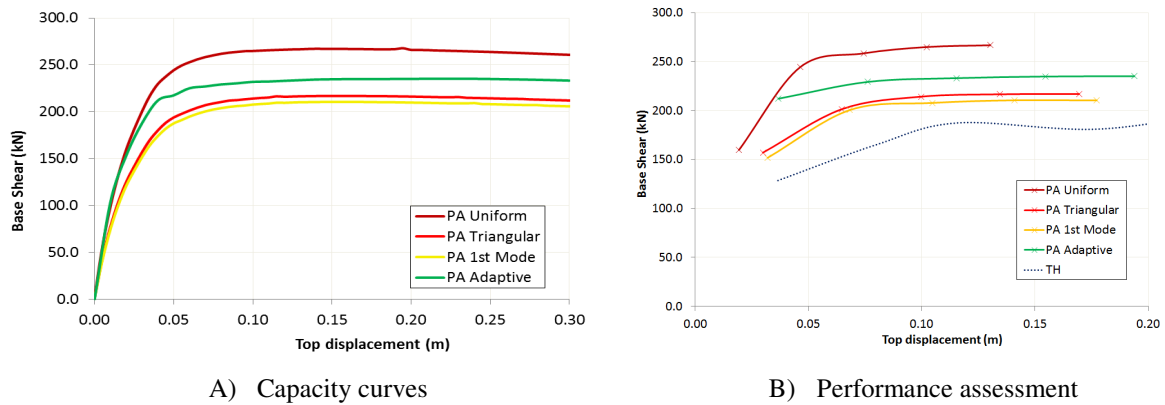 300.0
250.0
200.0
150.0
100.0
50.0
0.0
Base Shear (kN)
0.00 0.05 0.10 0.15 0.20 0.25 0.30
Top displacement (m)
PA Uniform
PA Triangular
PA 1st Mode
PA Adaptive
A) Capacity curves
300.0
250.0
200.0
150.0
100.0
50.0
0.0
Base Shear (kN)
0.00 0.05 0.10 0.15 0.20
Top displacement (m)
PA Uniform
PA Triangular
PA 1st Mode
PA Adaptive
TH
B) Performance assessment